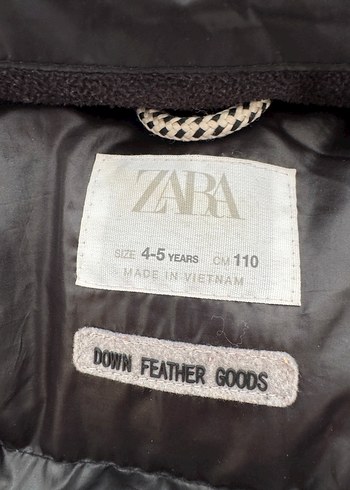 ZARA
SIZE 4-5 YEARS CM 110
MADE IN VIETNAM
DOWN FEATHER GOODS